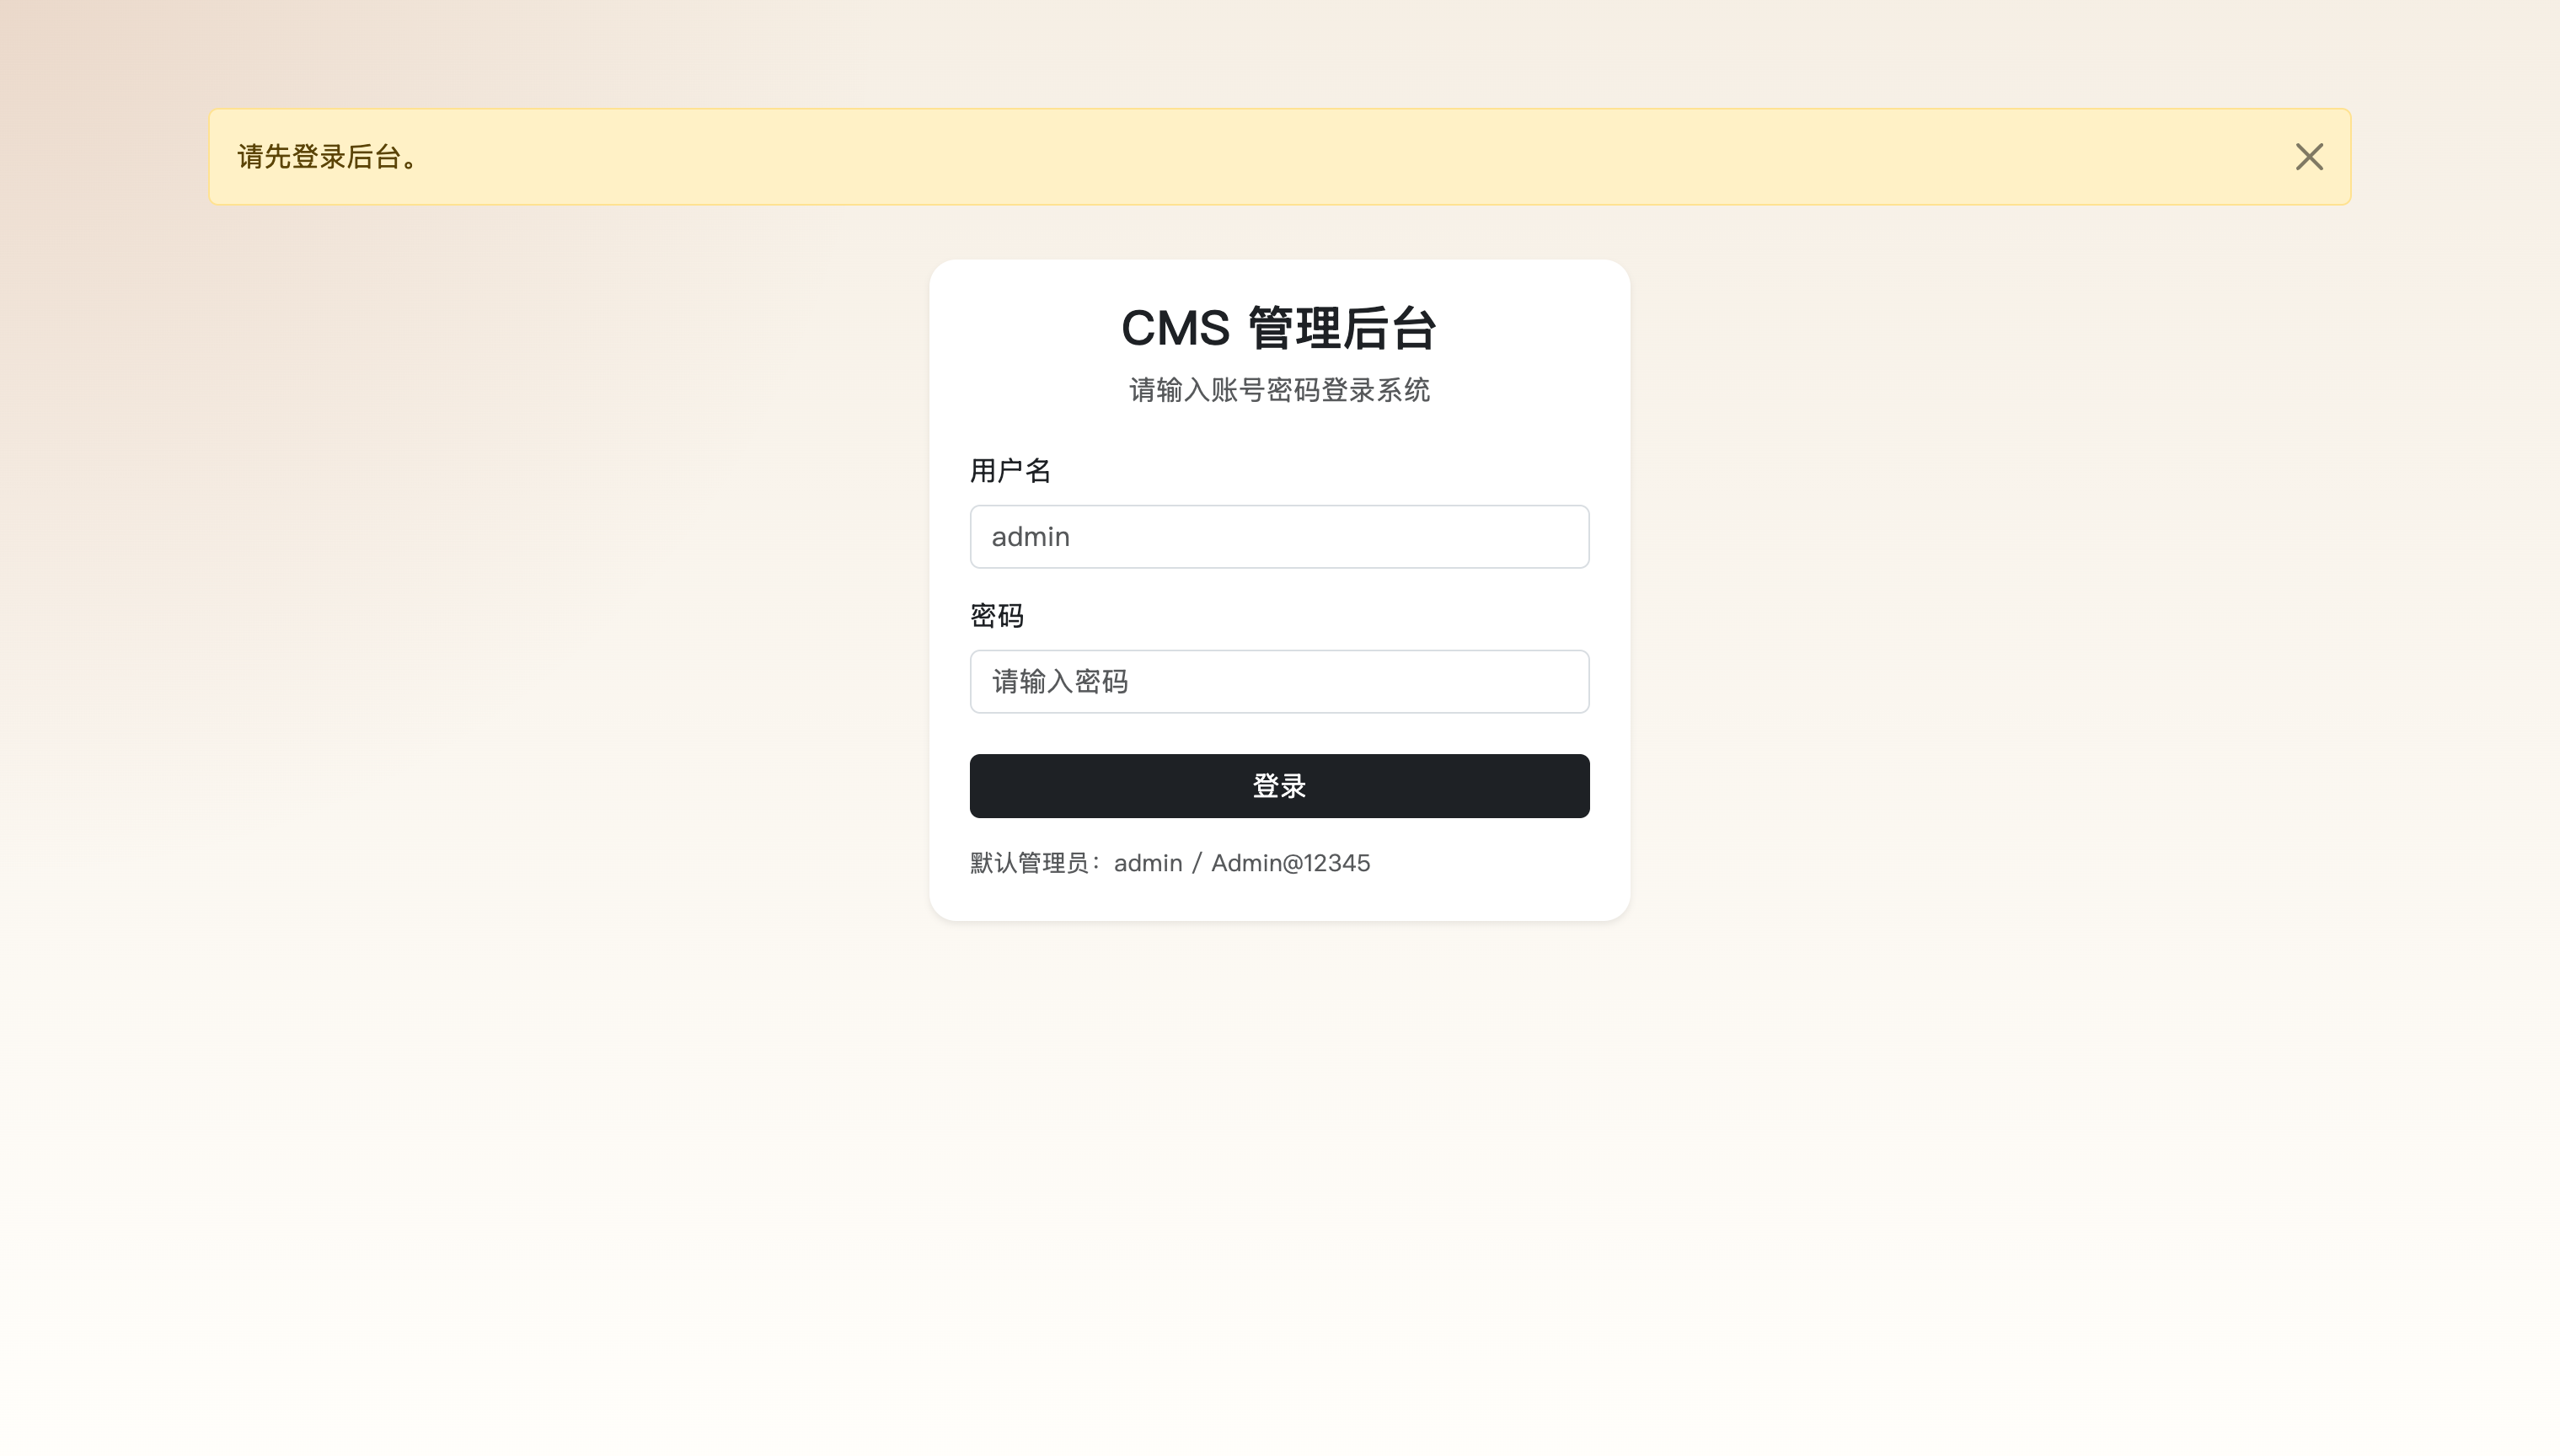 请先登录后台。
CMS 管理后台
请输入账号密码登录系统
用户名
admin
密码
请输入密码
登录
默认管理员：admin / Admin@12345